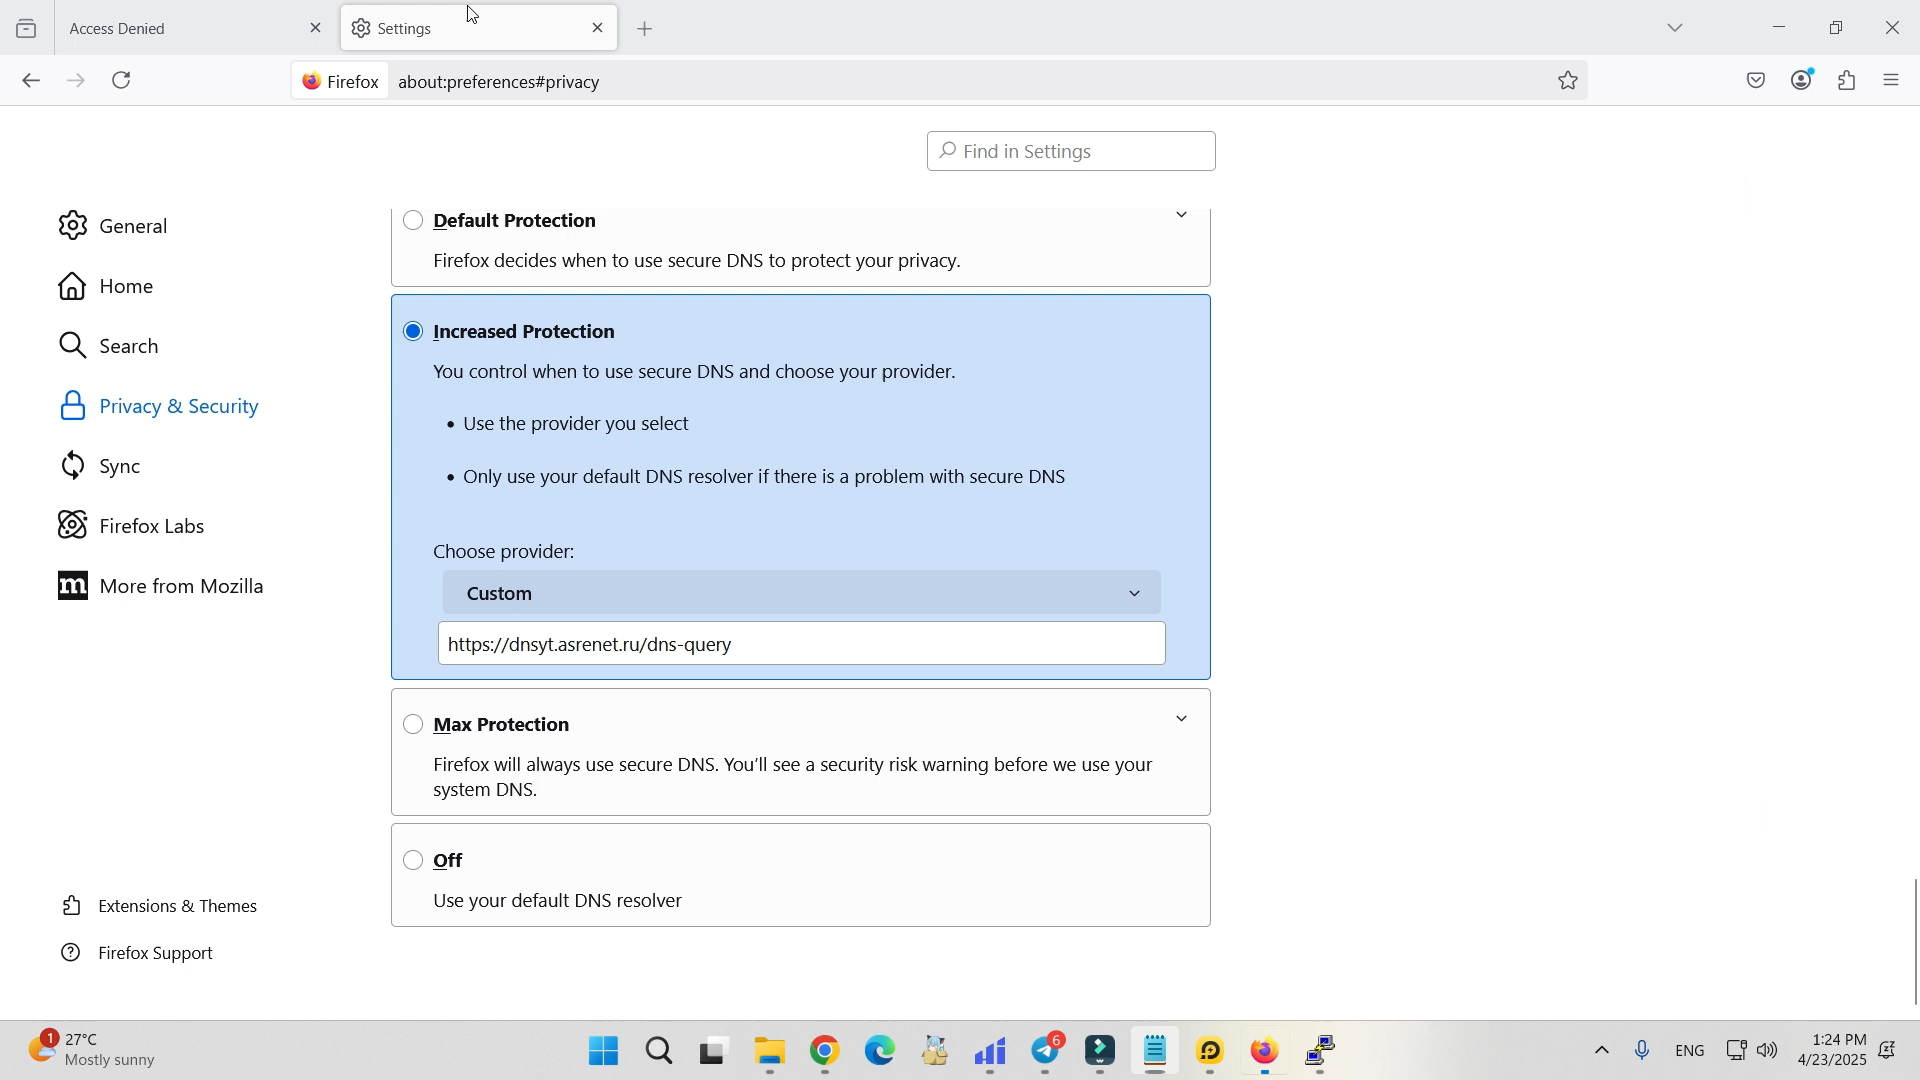 Access Denied
Settings
Firefox
about:preferences#privacy
Find in Settings
General
Home
Search
Privacy & Security
Sync
Firefox Labs
More from Mozilla
Extensions & Themes
Firefox Support
Default Protection
Firefox decides when to use secure DNS to protect your privacy.
Increased Protection
You control when to use secure DNS and choose your provider.
• Use the provider you select
• Only use your default DNS resolver if there is a problem with secure DNS
Choose provider:
Custom
https://dnsyt.asrenet.ru/dns-query
Max Protection
Firefox will always use secure DNS. You'll see a security risk warning before we use your
system DNS.
Off
Use your default DNS resolver
1
27°C
Mostly sunny
6
ENG
1:24 PM
4/23/2025